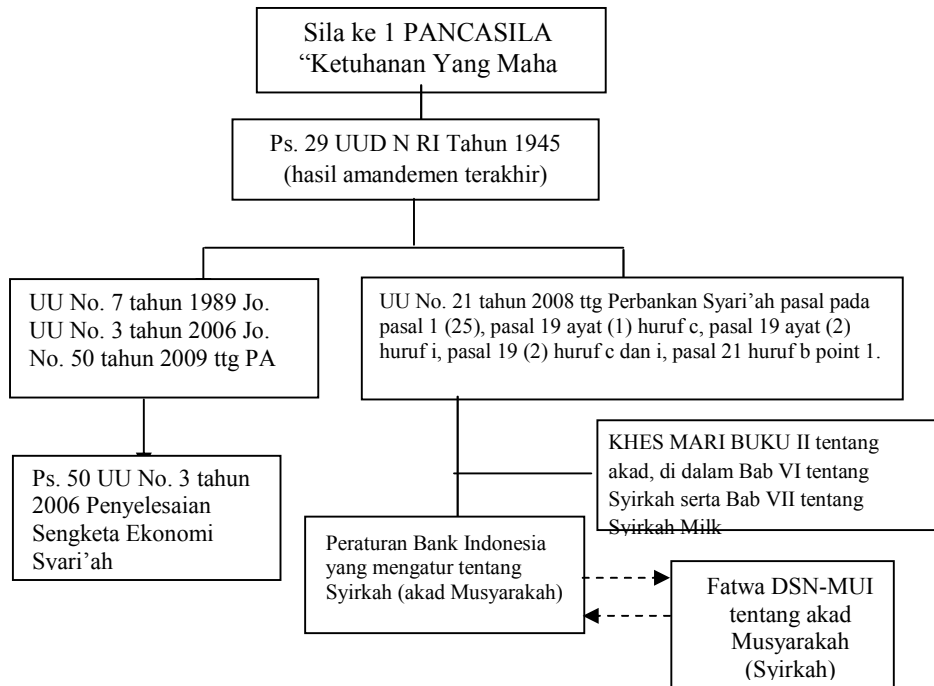 Sila ke 1 PANCASILA
“Ketuhanan Yang Maha
Ps. 29 UUD N RI Tahun 1945
(hasil amandemen terakhir)
UU No. 7 tahun 1989 Jo.
UU No. 3 tahun 2006 Jo.
No. 50 tahun 2009 ttg PA
UU No. 21 tahun 2008 ttg Perbankan Syari’ah pasal pada
pasal 1 (25), pasal 19 ayat (1) huruf c, pasal 19 ayat (2)
huruf i, pasal 19 (2) huruf c dan i, pasal 21 huruf b point 1.
Ps. 50 UU No. 3 tahun
2006 Penyelesaian
Sengketa Ekonomi
Syari’ah
KHES MARI BUKU II tentang
akad, di dalam Bab VI tentang
Syirkah serta Bab VII tentang
Syirkah Milk
Peraturan Bank Indonesia
yang mengatur tentang
Syirkah (akad Musyarakah)
Fatwa DSN-MUI
tentang akad
Musyarakah
(Syirkah)